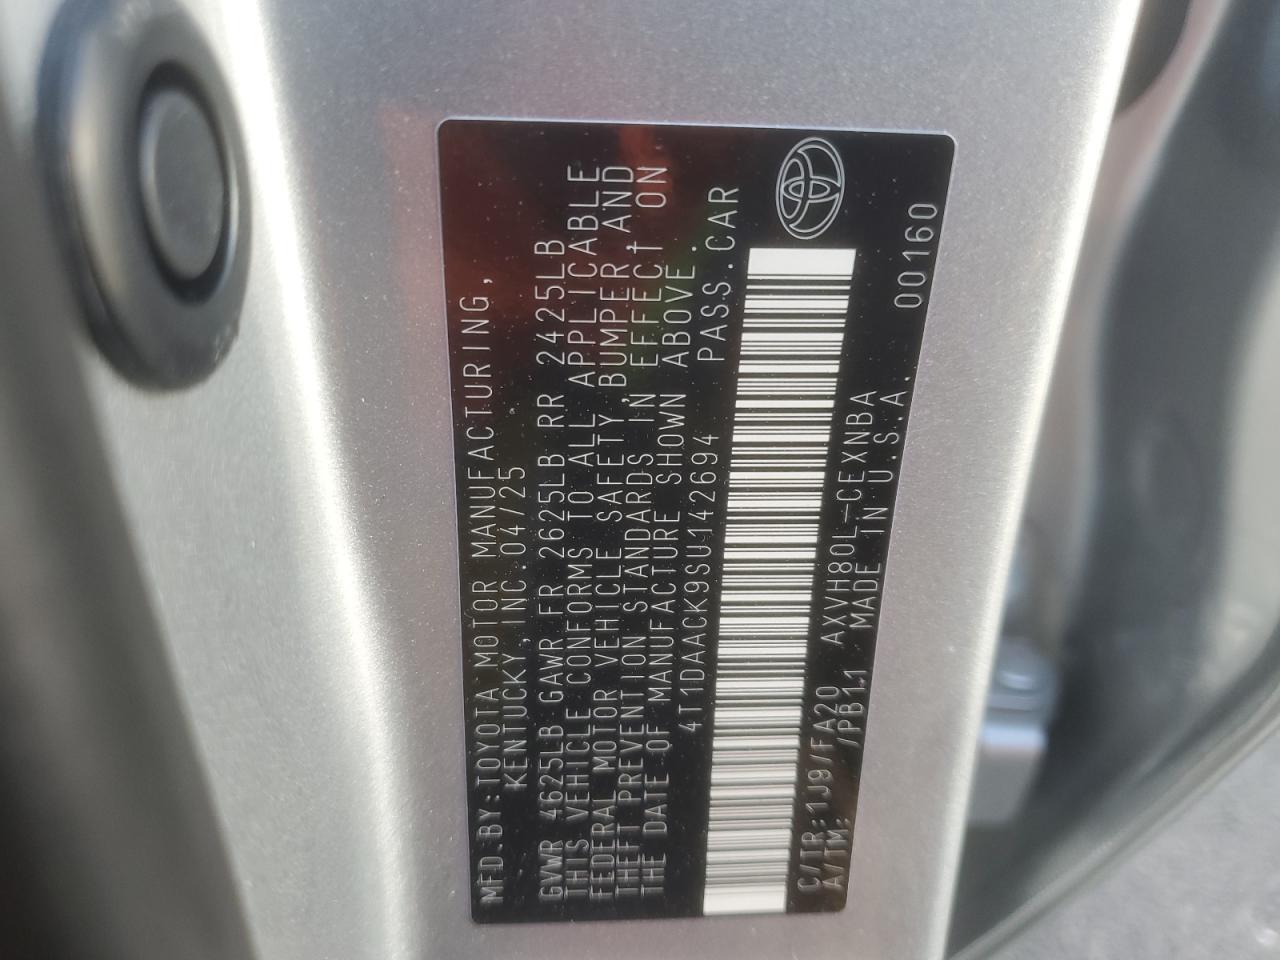 MFD.BY:TOYOTA MOTOR MANUFACTURING,
KENTUCKY, INC.04/25
GVWR 4625LB GAWR FR 2625LB RR 2425LB
THIS VEHICLE CONFORMS TO ALL APPLICABLE
FEDERAL MOTOR VEHICLE SAFETY, BUMPER, AND
THEFT PREVENTION STANDARDS IN EFFECT ON
THE DATE OF MANUFACTURE SHOWN ABOVE.
4T1DAACK9SU142694 PASS.CAR
C/TR:1J9/FA20 AXVH80L-CEXNBA
A/TM: /PB11 MADE IN U.S.A. 00160